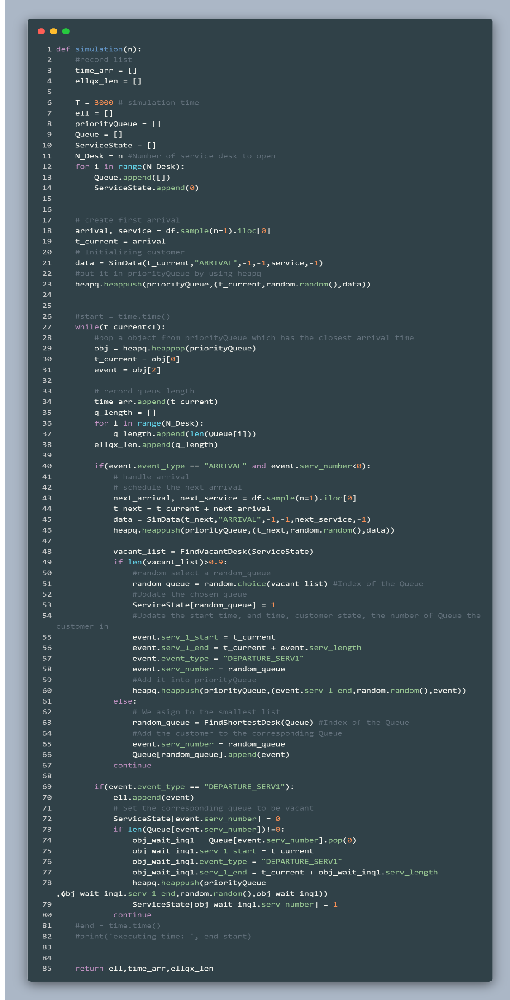 1 def simulation(n):
2     #record list
3     time_arr = []
4     ellqx_len = []
5
6     T = 3000 # simulation time
7     ell = []
8     priorityQueue = []
9     Queue = []
10     ServiceState = []
11     N_Desk = n #Number of service desk to open
12     for i in range(N_Desk):
13         Queue.append([])
14         ServiceState.append(0)
15
16
17     # create first arrival
18     arrival, service = df.sample(n=1).iloc[0]
19     t_current = arrival
20     # Initializing customer
21     data = SimData(t_current,"ARRIVAL",-1,-1,service,-1)
22     #put it in priorityQueue by using heapq
23     heapq.heappush(priorityQueue,(t_current,random.random(),data))
24
25
26     #start = time.time()
27     while(t_current<T):
28         #pop a object from priorityQueue which has the closest arrival time
29         obj = heapq.heappop(priorityQueue)
30         t_current = obj[0]
31         event = obj[2]
32
33         # record queus length
34         time_arr.append(t_current)
35         q_length = []
36         for i in range(N_Desk):
37             q_length.append(len(Queue[i]))
38         ellqx_len.append(q_length)
39
40         if(event.event_type == "ARRIVAL" and event.serv_number<0):
41             # handle arrival
42             # schedule the next arrival
43             next_arrival, next_service = df.sample(n=1).iloc[0]
44             t_next = t_current + next_arrival
45             data = SimData(t_next,"ARRIVAL",-1,-1,next_service,-1)
46             heapq.heappush(priorityQueue,(t_next,random.random(),data))
47
48             vacant_list = FindVacantDesk(ServiceState)
49             if len(vacant_list)>0.9:
50                 #random select a random_queue
51                 random_queue = random.choice(vacant_list) #Index of the Queue
52                 #Update the chosen queue
53                 ServiceState[random_queue] = 1
54                 #Update the start time, end time, customer state, the number of Queue the
customer in
55                 event.serv_1_start = t_current
56                 event.serv_1_end = t_current + event.serv_length
57                 event.event_type = "DEPARTURE_SERV1"
58                 event.serv_number = random_queue
59                 #Add it into priorityQueue
60                 heapq.heappush(priorityQueue,(event.serv_1_end,random.random(),event))
61             else:
62                 # We asign to the smallest list
63                 random_queue = FindShortestDesk(Queue) #Index of the Queue
64                 #Add the customer to the corresponding Queue
65                 event.serv_number = random_queue
66                 Queue[random_queue].append(event)
67             continue
68
69         if(event.event_type == "DEPARTURE_SERV1"):
70             ell.append(event)
71             # Set the corresponding queue to be vacant
72             ServiceState[event.serv_number] = 0
73             if len(Queue[event.serv_number])!=0:
74                 obj_wait_inq1 = Queue[event.serv_number].pop(0)
75                 obj_wait_inq1.serv_1_start = t_current
76                 obj_wait_inq1.event_type = "DEPARTURE_SERV1"
77                 obj_wait_inq1.serv_1_end = t_current + obj_wait_inq1.serv_length
78                 heapq.heappush(priorityQueue
,(obj_wait_inq1.serv_1_end,random.random(),obj_wait_inq1))
79                 ServiceState[obj_wait_inq1.serv_number] = 1
80             continue
81     #end = time.time()
82     #print('executing time: ', end-start)
83
84
85     return ell,time_arr,ellqx_len